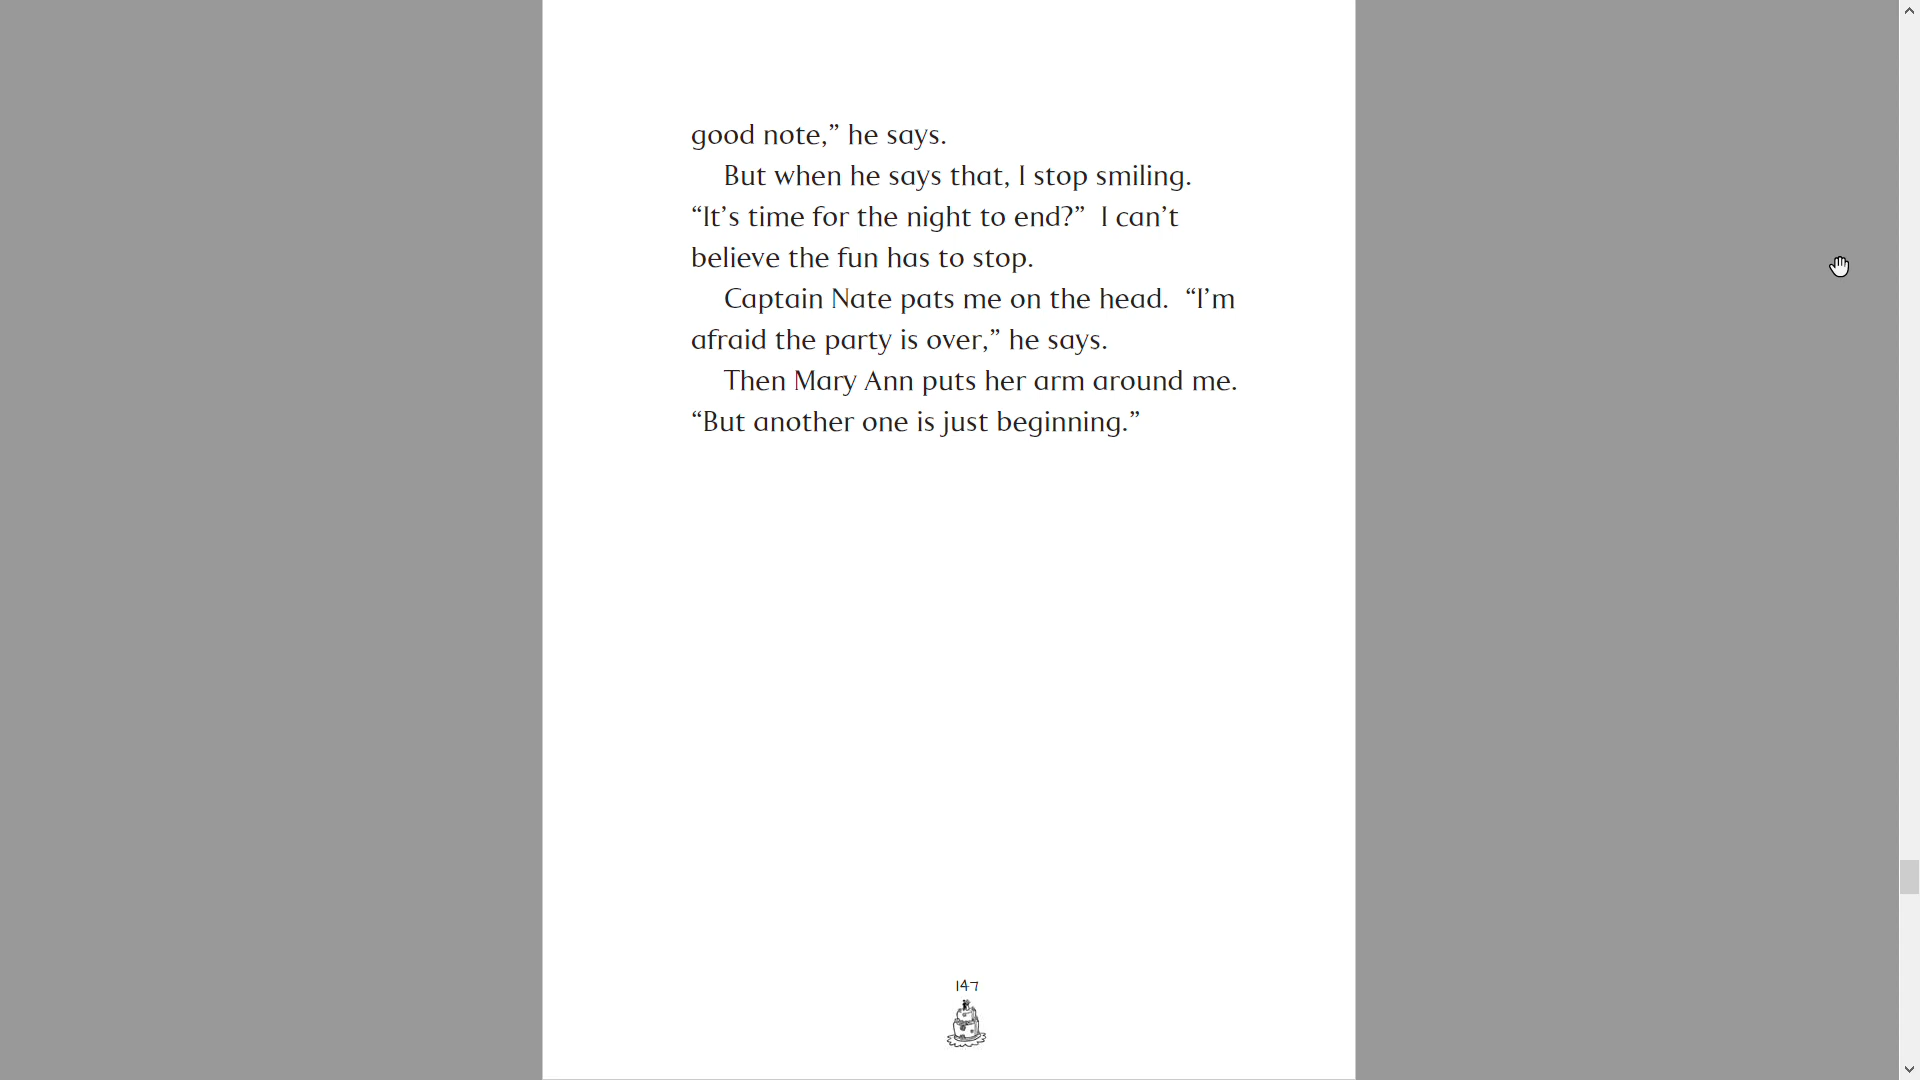 good note,” he says.
But when he says that, I stop smiling.
“It’s time for the night to end?”  I can’t
believe the fun has to stop.
Captain Nate pats me on the head.  “I’m
afraid the party is over,” he says.
Then Mary Ann puts her arm around me.
“But another one is just beginning.”
147